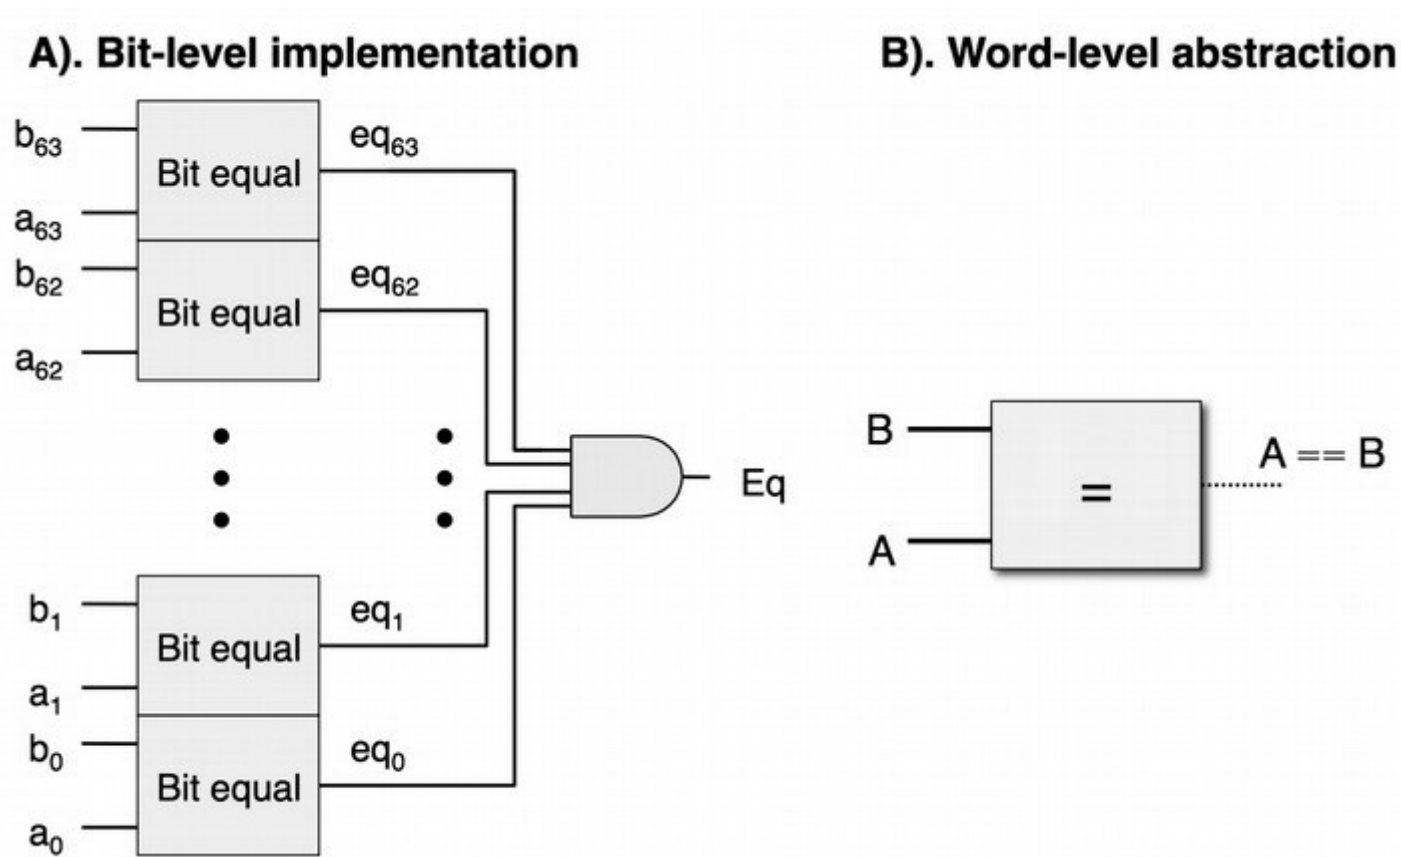 A). Bit-level implementation
B). Word-level abstraction
b63
Bit equal
eq63
a63
b62
Bit equal
eq62
a62
Eq
B
=
A == B
A
b1
Bit equal
eq1
a1
b0
Bit equal
eq0
a0